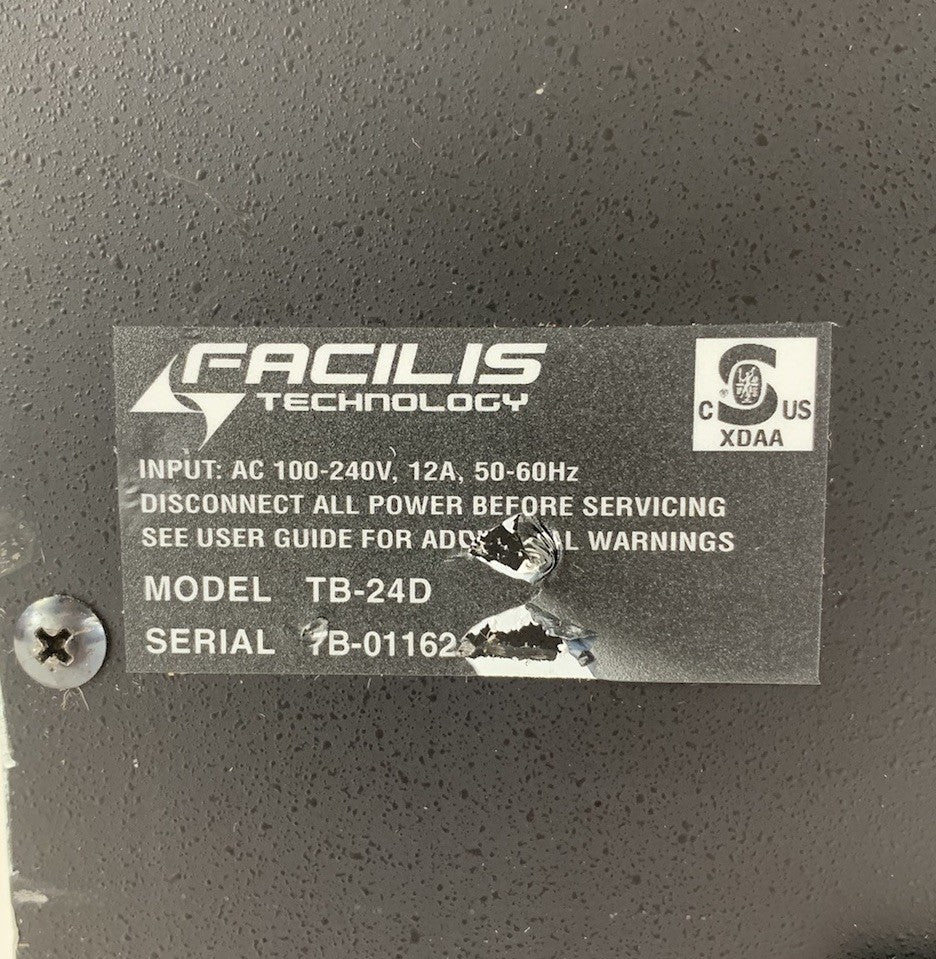 FACILIS
TECHNOLOGY
C US
XDAA
INPUT: AC 100-240V, 12A, 50-60Hz
DISCONNECT ALL POWER BEFORE SERVICING
SEE USER GUIDE FOR WARNINGS
MODEL TB-24D
SERIAL